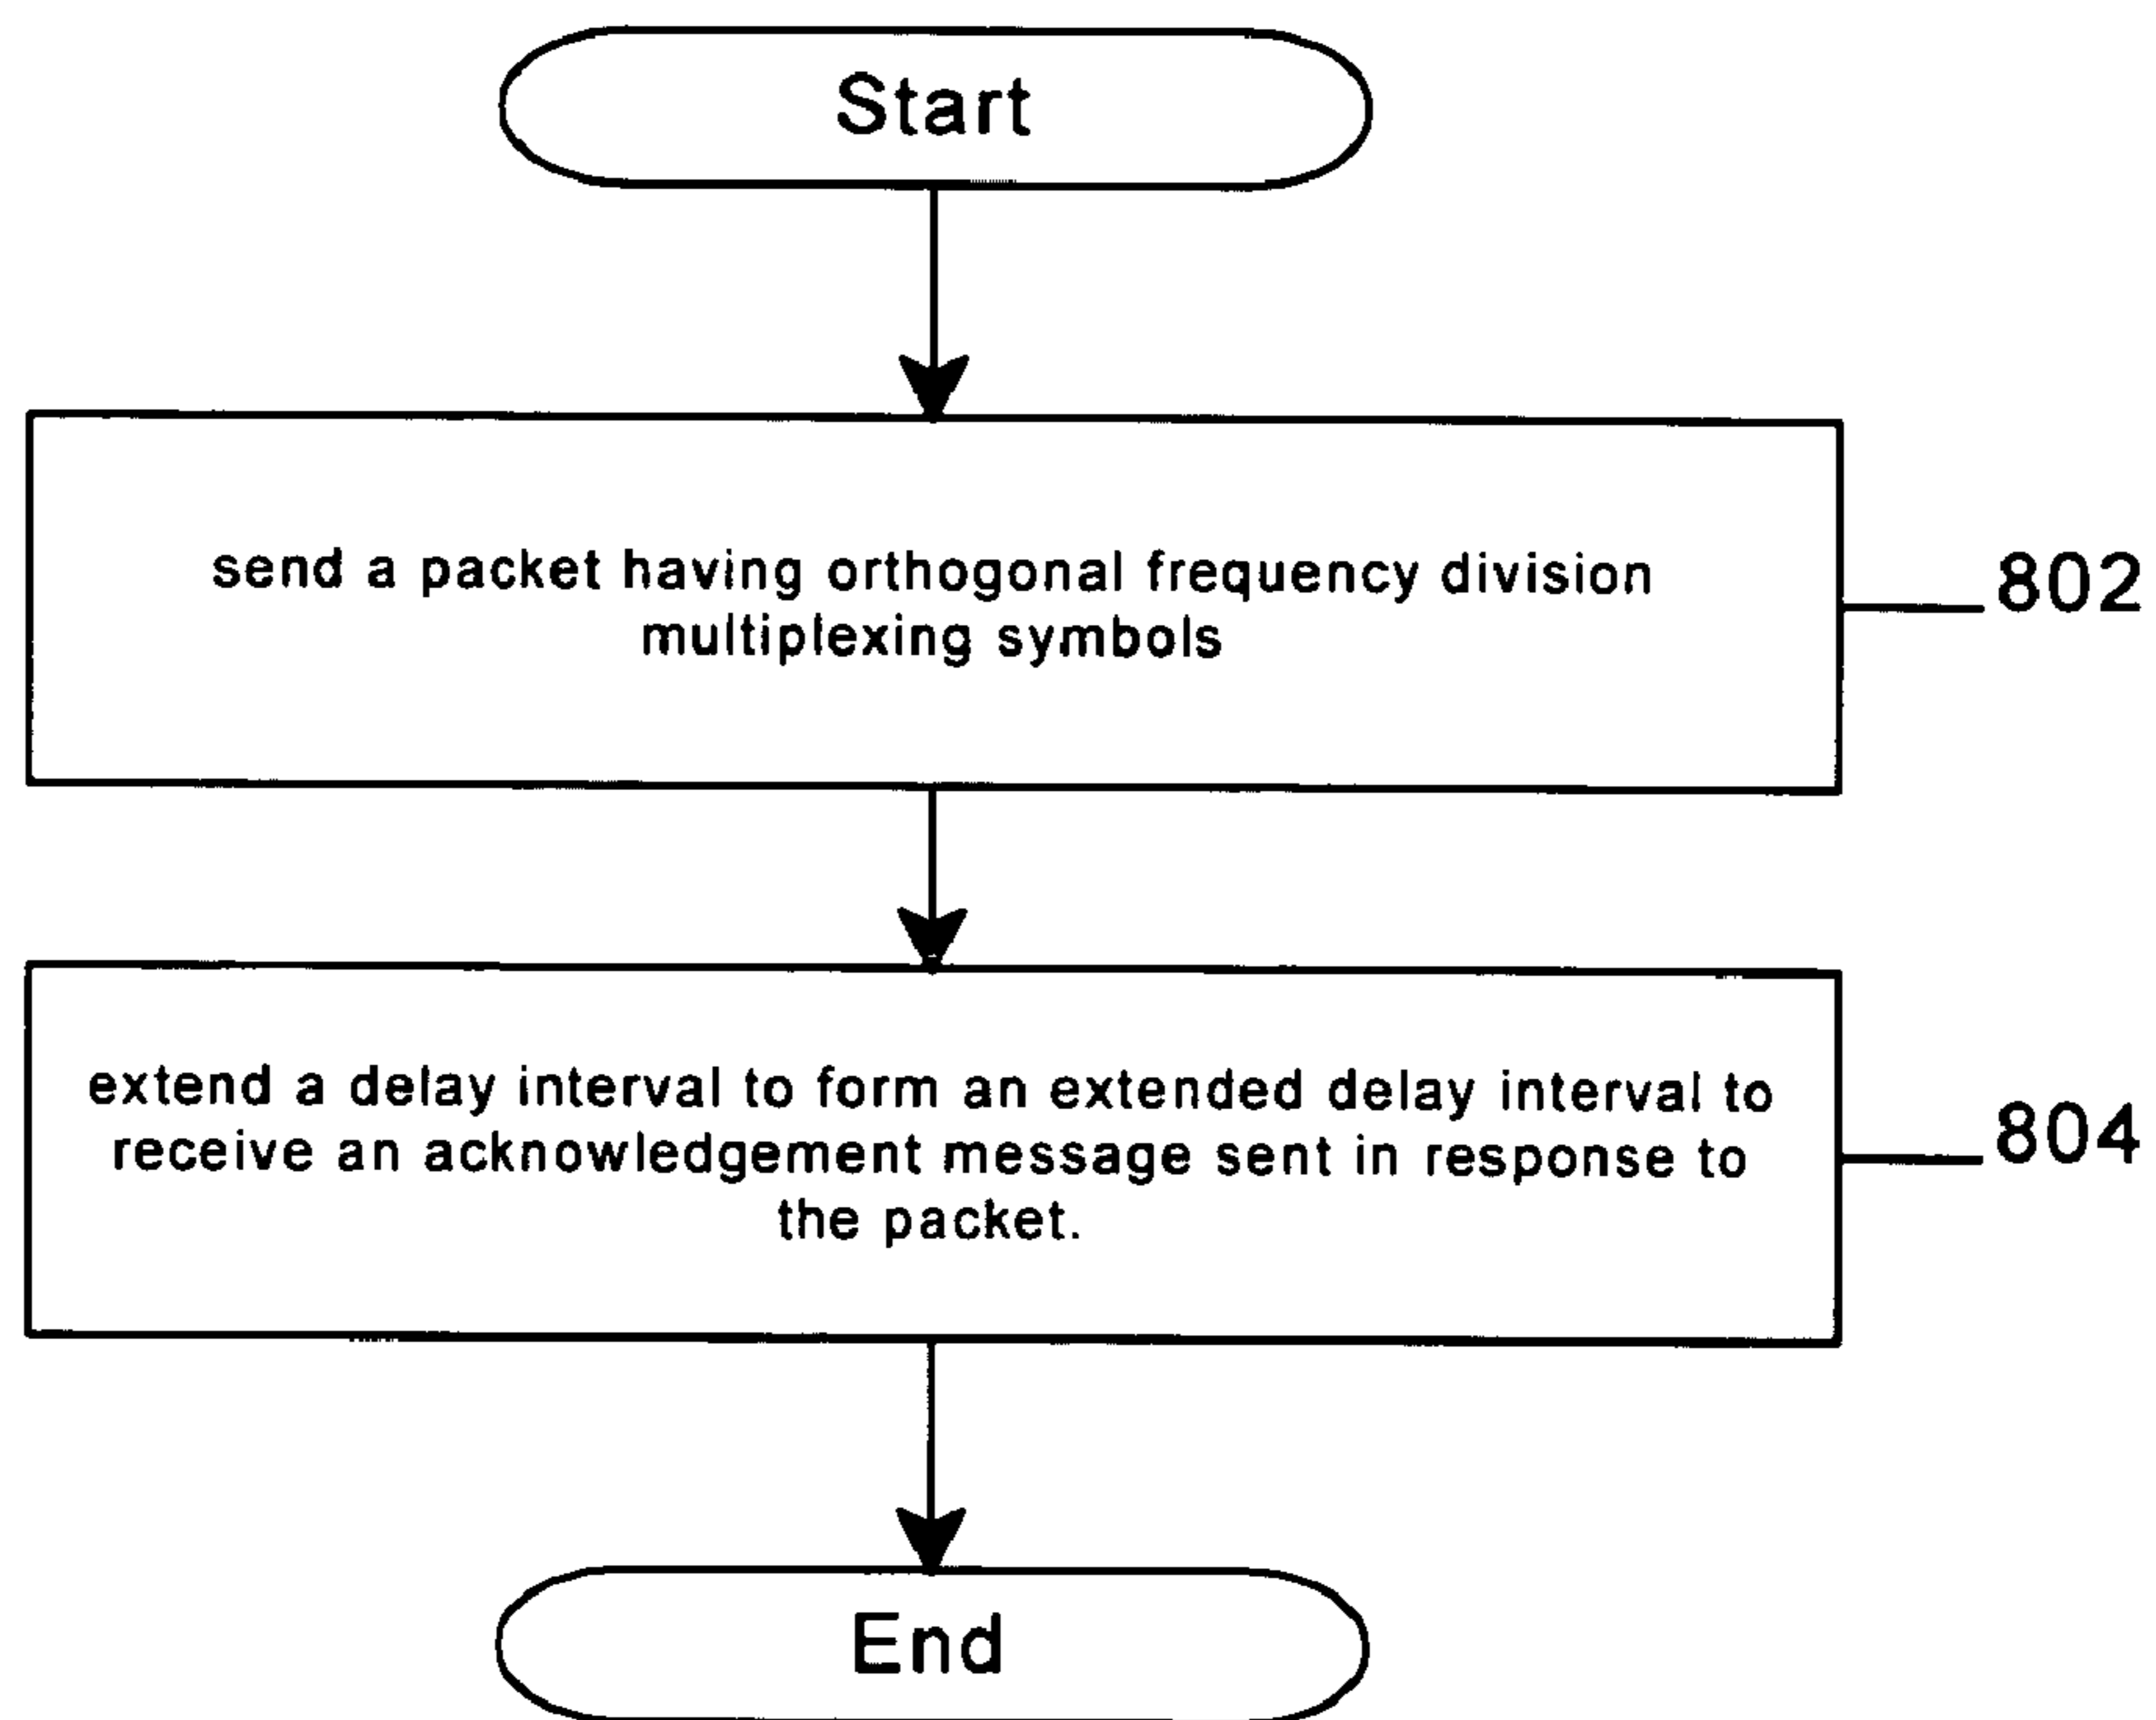 Start
send a packet having orthogonal frequency division
multiplexing symbols
802
extend a delay interval to form an extended delay interval to
receive an acknowledgement message sent in response to
the packet.
804
End